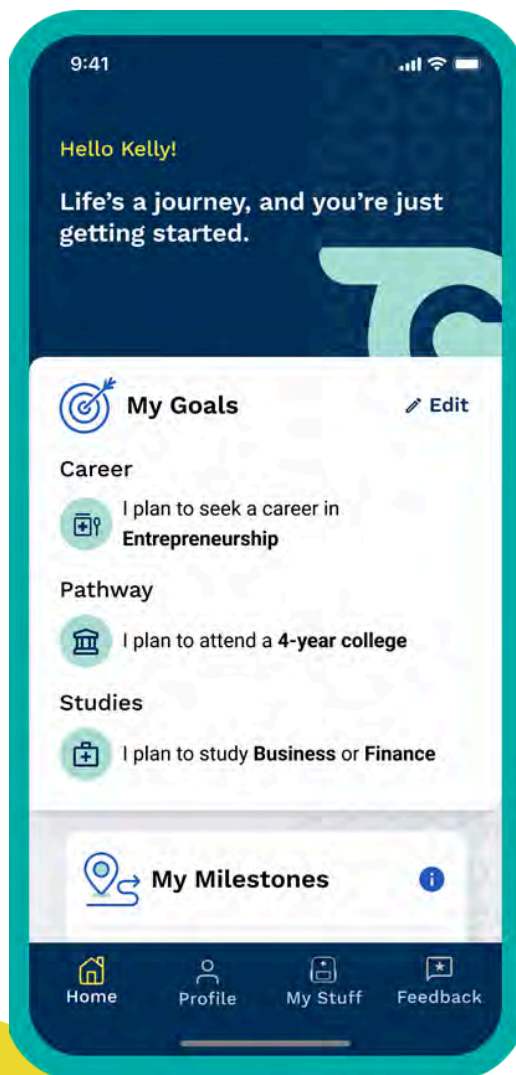 9:41
Hello Kelly!
Life's a journey, and you're just
getting started.
My Goals
Edit
Career
I plan to seek a career in
Entrepreneurship
Pathway
I plan to attend a 4-year college
Studies
I plan to study Business or Finance
My Milestones
Home
Profile
My Stuff
Feedback